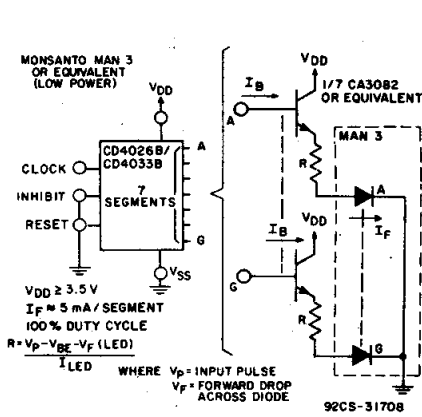 MONSANTO MAN 3
OR EQUIVALENT
(LOW POWER)
VDD
CD4026B/
CD4033B
7
SEGMENTS
A
G
CLOCK
INHIBIT
RESET
VSS
VDD ≥ 3.5 V
IF ≈ 5 mA/SEGMENT
100% DUTY CYCLE
R = VP-VBE-VF (LED)
ILED
WHERE VP = INPUT PULSE
VF = FORWARD DROP
ACROSS DIODE
IB
A
VDD
1/7 CA3082
OR EQUIVALENT
MAN 3
R
A
IF
IB
VDD
G
R
G
92CS-31708